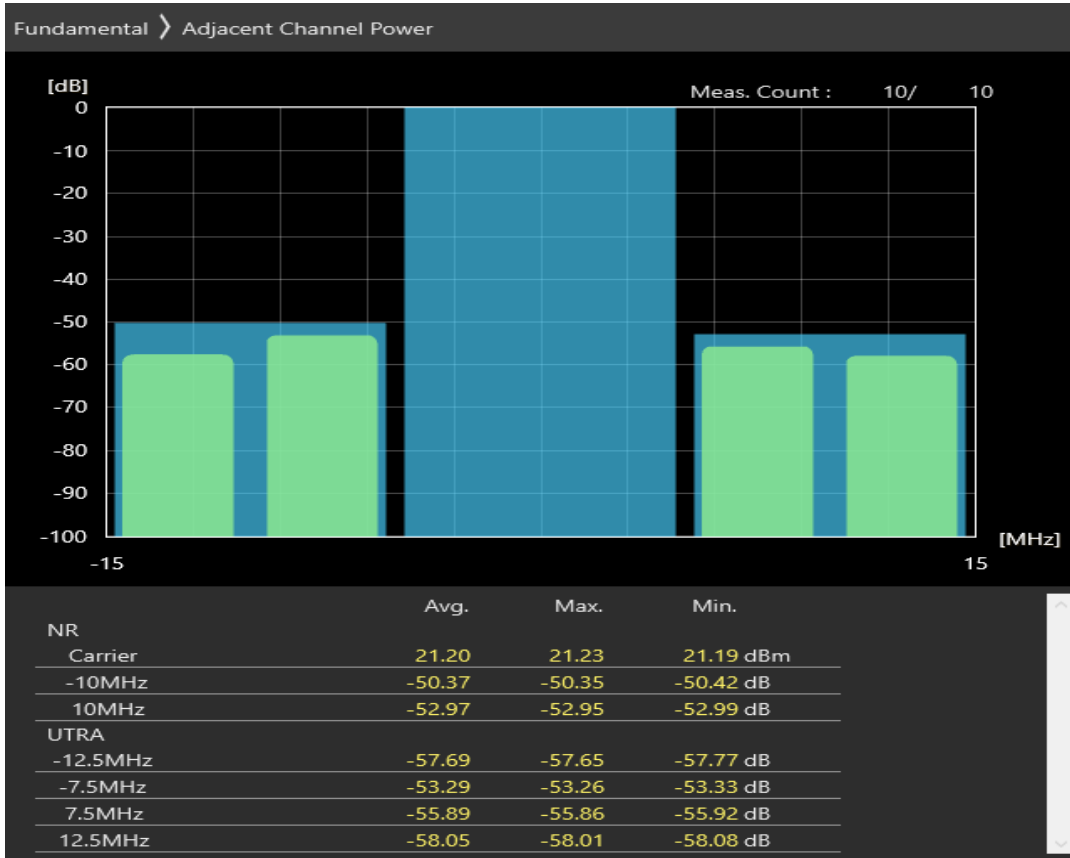 Fundamental 〉 Adjacent Channel Power
[dB]
Meas. Count : 10/ 10
0
-10
-20
-30
-40
-50
-60
-70
-80
-90
-100
[MHz]
-15 15
Avg. Max. Min.
NR
Carrier 21.20 21.23 21.19 dBm
-10MHz -50.37 -50.35 -50.42 dB
10MHz -52.97 -52.95 -52.99 dB
UTRA
-12.5MHz -57.69 -57.65 -57.77 dB
-7.5MHz -53.29 -53.26 -53.33 dB
7.5MHz -55.89 -55.86 -55.92 dB
12.5MHz -58.05 -58.01 -58.08 dB